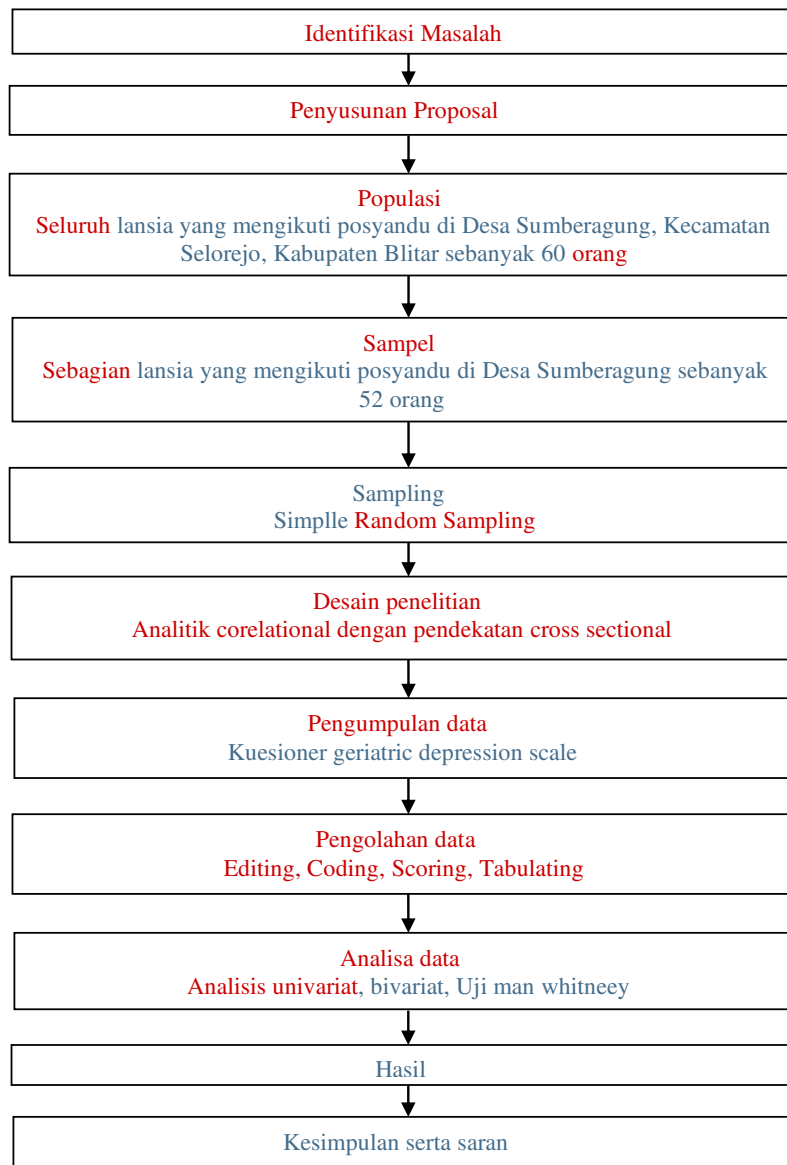 Identifikasi Masalah
Penyusunan Proposal
Populasi
Seluruh lansia yang mengikuti posyandu di Desa Sumberagung, Kecamatan
Selorejo, Kabupaten Blitar sebanyak 60 orang
Sampel
Sebagian lansia yang mengikuti posyandu di Desa Sumberagung sebanyak
52 orang
Sampling
Simplle Random Sampling
Desain penelitian
Analitik corelational dengan pendekatan cross sectional
Pengumpulan data
Kuesioner geriatric depression scale
Pengolahan data
Editing, Coding, Scoring, Tabulating
Analisa data
Analisis univariat, bivariat, Uji man whitneey
Hasil
Kesimpulan serta saran